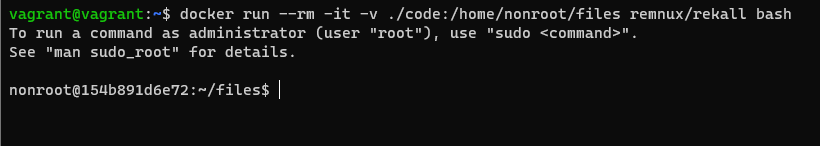 vagrant@vagrant:~$ docker run --rm -it -v ./code:/home/nonroot/files remnux/rekall bash
To run a command as administrator (user "root"), use "sudo <command>".
See "man sudo_root" for details.
nonroot@154b891d6e72:~/files$